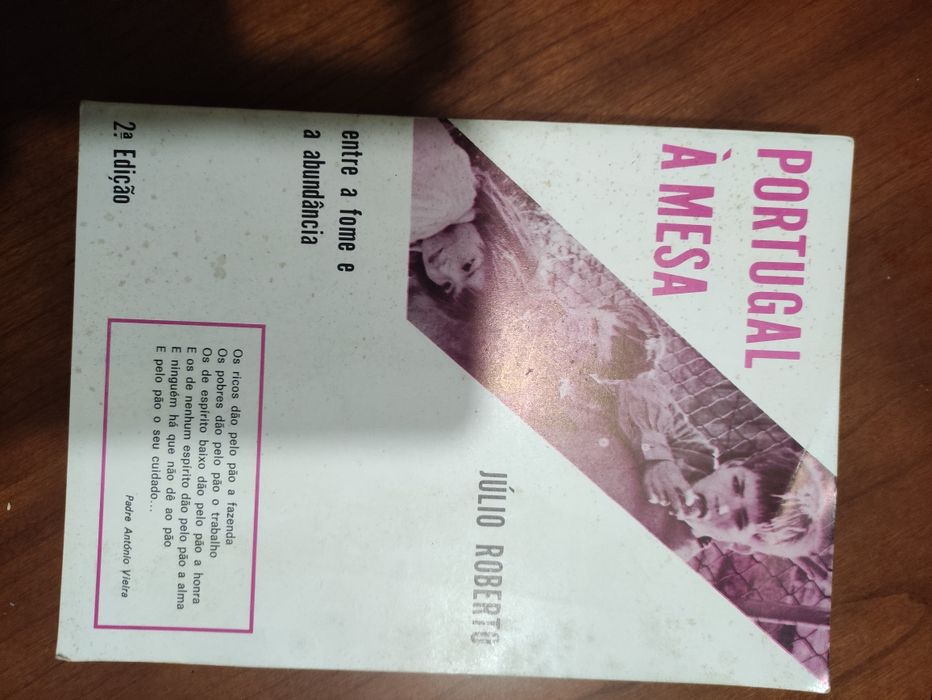 PORTUGAL
À MESA
JÚLIO ROBERTO
entre a fome e
a abundância
Os ricos dão pelo pão a fazenda
Os pobres dão pelo pão o trabalho
Os de espírito baixo dão pelo pão a honra
E os de nenhum espírito dão pelo pão a alma
E ninguém há que não dê ao pão
E pelo pão o seu cuidado...
Padre António Vieira
2.ª Edição